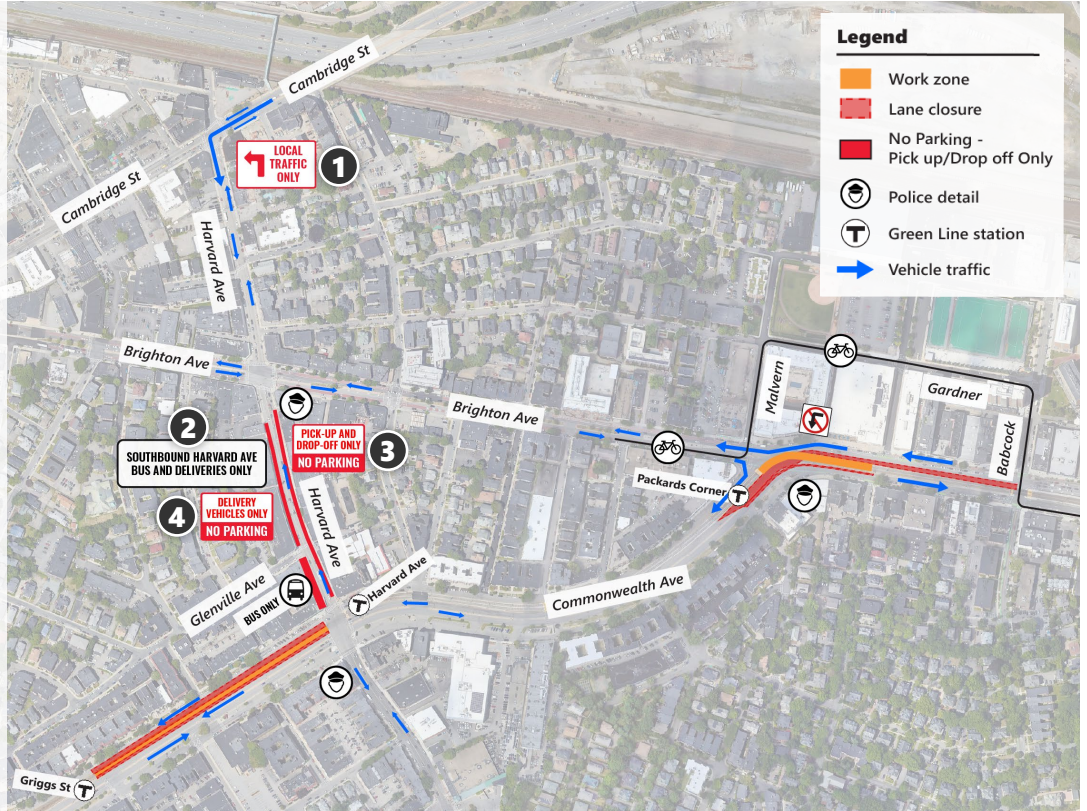 Legend
Work zone
Lane closure
No Parking -
Pick up/Drop off Only
Police detail
T
Green Line station
Vehicle traffic
Cambridge St
LOCAL
TRAFFIC
ONLY
1
Cambridge St
Harvard Ave
Brighton Ave
Brighton Ave
Malvern
Gardner
Babcock
2
SOUTHBOUND HARVARD AVE
BUS AND DELIVERIES ONLY
PICK-UP AND
DROP-OFF ONLY
NO PARKING
3
4
DELIVERY
VEHICLES ONLY
NO PARKING
Packards Corner
T
Harvard Ave
Glenville Ave
BUS ONLY
T
Harvard Ave
Commonwealth Ave
Griggs St
T